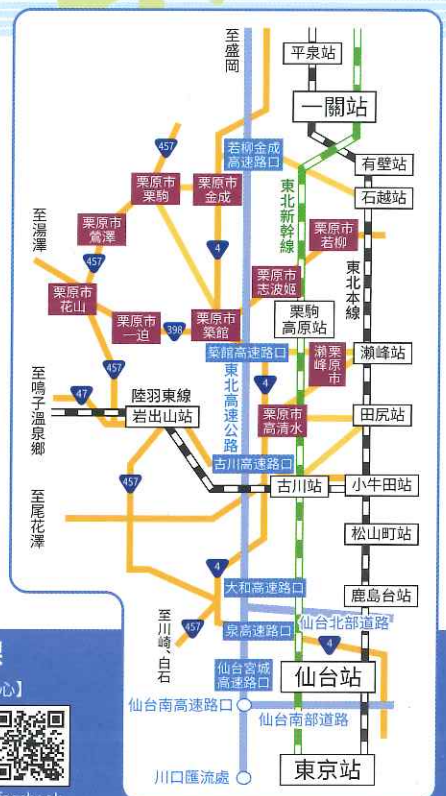 至盛岡
平泉站
一關站
457
若柳金成
高速路口
有壁站
石越站
栗原市
栗駒
栗原市
金成
東北新幹線
至湯澤
栗原市
鶯澤
4
栗原市
若柳
457
栗原市
志波姬
東北本線
栗原市
花山
栗原市
一迫
398
栗原市
築館
栗駒
高原站
築館高速路口
栗原市
瀨峰
瀨峰站
457
至鳴子溫泉鄉
47
陸羽東線
岩出山站
東北高速公路
4
栗原市
高清水
田尻站
古川高速路口
457
古川站
小牛田站
至尾花澤
松山町站
4
大和高速路口
鹿島台站
至川崎、白石
457
泉高速路口
仙台北部道路
4
仙台宮城
高速路口
仙台站
心】
仙台南高速路口
仙台南部道路
川口匯流處
東京站